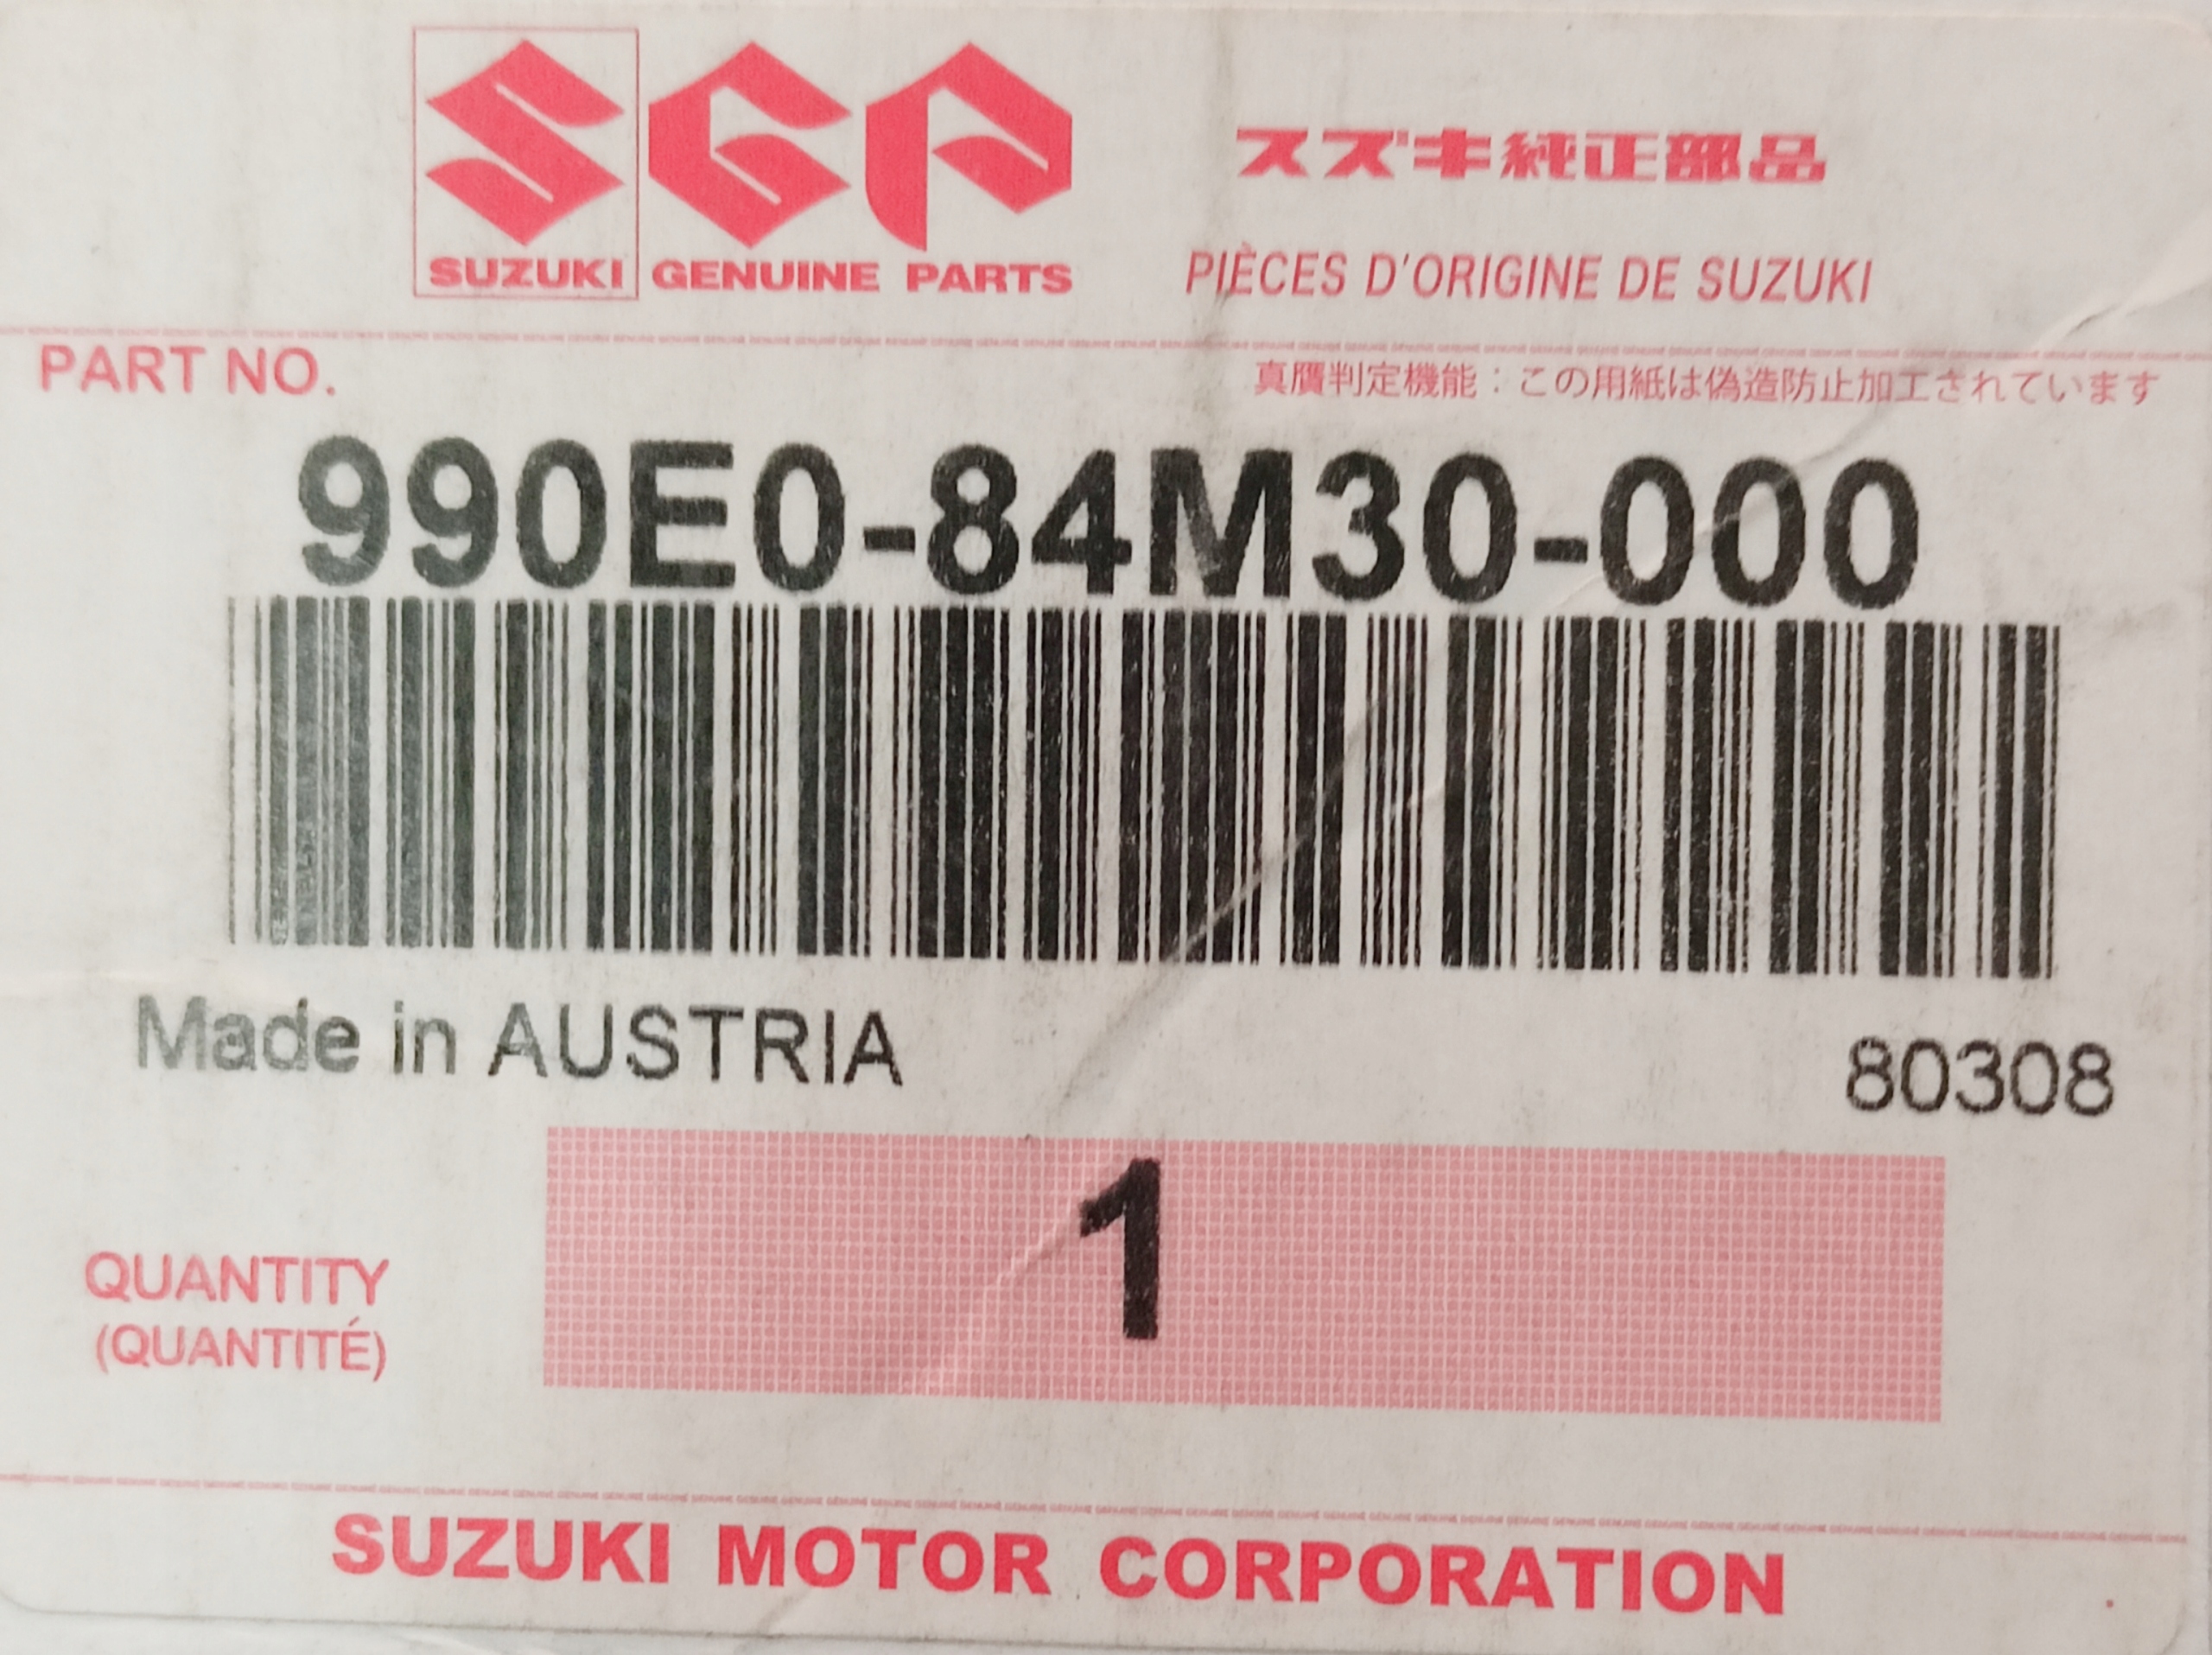 SGP
スズキ純正部品
SUZUKI GENUINE PARTS
PIÈCES D'ORIGINE DE SUZUKI
PART NO.
真贋判定機能：この用紙は偽造防止加工されています
990E0-84M30-000
Made in AUSTRIA
80308
1
QUANTITY
(QUANTITÉ)
SUZUKI MOTOR CORPORATION